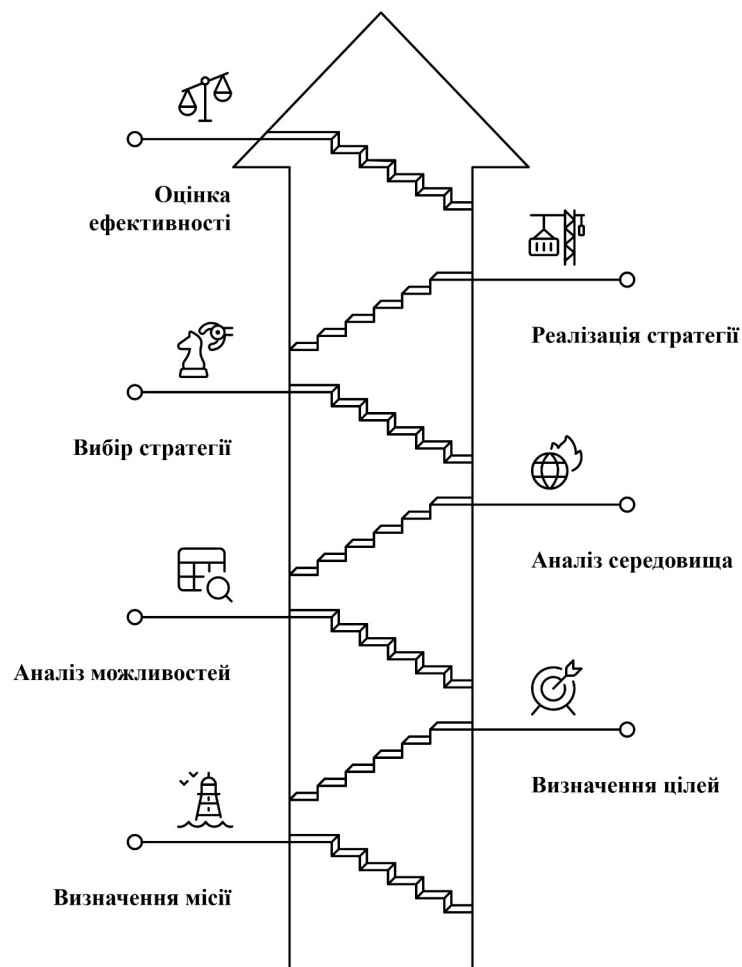 Оцінка
ефективності
Реалізація стратегії
Вибір стратегії
Аналіз середовища
Аналіз можливостей
Визначення цілей
Визначення місії